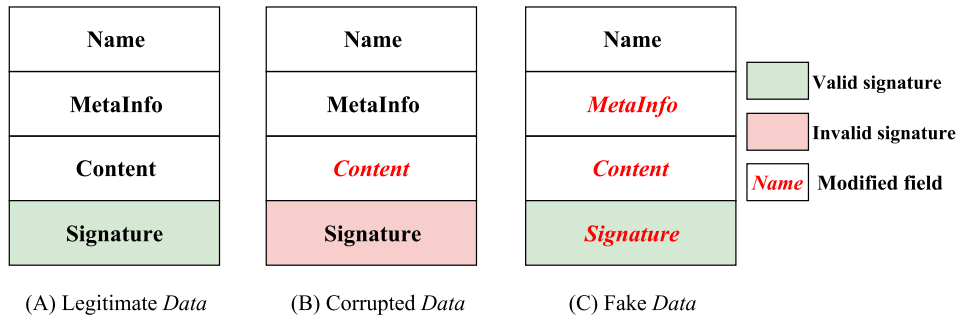 Name
MetaInfo
Content
Signature
(A) Legitimate Data
Name
MetaInfo
Content
Signature
(B) Corrupted Data
Name
MetaInfo
Content
Signature
(C) Fake Data
Valid signature
Invalid signature
Name Modified field